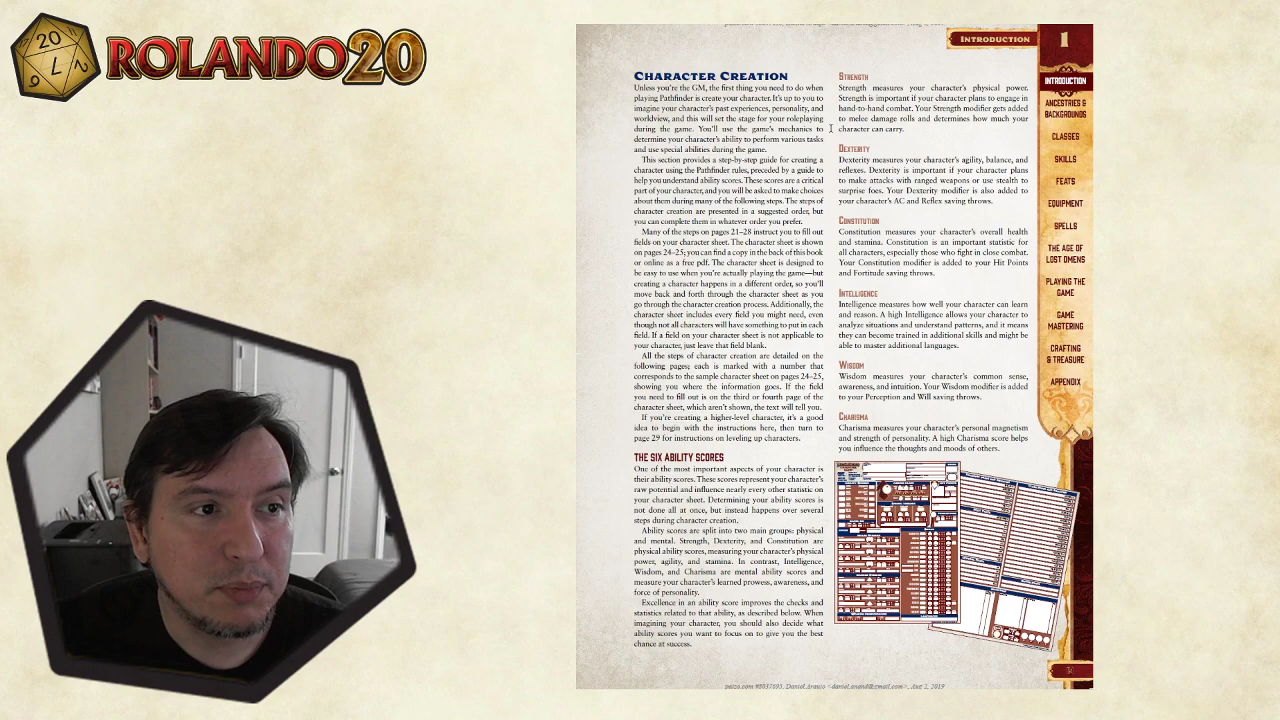 20
7
2
6
ROLANDO20
INTRODUCTION
1
CHARACTER CREATION
Unless you're the GM, the first thing you need to do when
playing Pathfinder is create your character. It's up to you to
imagine your character's past experiences, personality, and
worldview, and this will set the stage for your roleplaying
during the game. You'll use the game's mechanics to
determine your character's ability to perform various tasks
and use special abilities during the game.
This section provides a step-by-step guide for creating a
character using the Pathfinder rules, preceded by a guide to
help you understand ability scores. These scores are a critical
part of your character, and you will be asked to make choices
about them during many of the following steps. The steps of
character creation are presented in a suggested order, but
you can complete them in whatever order you prefer.
Many of the steps on pages 21–28 instruct you to fill out
fields on your character sheet. The character sheet is shown
on pages 24–25; you can find a copy in the back of this book
or online as a free pdf. The character sheet is designed to
be easy to use when you're actually playing the game—but
creating a character happens in a different order, so you'll
move back and forth through the character sheet as you
go through the character creation process. Additionally, the
character sheet includes every field you might need, even
though not all characters will have something to put in each
field. If a field on your character sheet is not applicable to
your character, just leave that field blank.
All the steps of character creation are detailed on the
following pages; each is marked with a number that
corresponds to the sample character sheet on pages 24–25,
showing you where the information goes. If the field
you need to fill out is on the third or fourth page of the
character sheet, which aren't shown, the text will tell you.
If you're creating a higher-level character, it's a good
idea to begin with the instructions here, then turn to
page 29 for instructions on leveling up characters.
THE SIX ABILITY SCORES
One of the most important aspects of your character is
their ability scores. These scores represent your character's
raw potential and influence nearly every other statistic on
your character sheet. Determining your ability scores is
not done all at once, but instead happens over several
steps during character creation.
Ability scores are split into two main groups: physical
and mental. Strength, Dexterity, and Constitution are
physical ability scores, measuring your character's physical
power, agility, and stamina. In contrast, Intelligence,
Wisdom, and Charisma are mental ability scores and
measure your character's learned prowess, awareness, and
force of personality.
Excellence in an ability score improves the checks and
statistics related to that ability, as described below. When
imagining your character, you should also decide what
ability scores you want to focus on to give you the best
chance at success.
STRENGTH
Strength measures your character's physical power.
Strength is important if your character plans to engage in
hand-to-hand combat. Your Strength modifier gets added
to melee damage rolls and determines how much your
character can carry.
DEXTERITY
Dexterity measures your character's agility, balance, and
reflexes. Dexterity is important if your character plans
to make attacks with ranged weapons or use stealth to
surprise foes. Your Dexterity modifier is also added to
your character's AC and Reflex saving throws.
CONSTITUTION
Constitution measures your character's overall health
and stamina. Constitution is an important statistic for
all characters, especially those who fight in close combat.
Your Constitution modifier is added to your Hit Points
and Fortitude saving throws.
INTELLIGENCE
Intelligence measures how well your character can learn
and reason. A high Intelligence allows your character to
analyze situations and understand patterns, and it means
they can become trained in additional skills and might be
able to master additional languages.
WISDOM
Wisdom measures your character's common sense,
awareness, and intuition. Your Wisdom modifier is added
to your Perception and Will saving throws.
CHARISMA
Charisma measures your character's personal magnetism
and strength of personality. A high Charisma score helps
you influence the thoughts and moods of others.
INTRODUCTION
ANCESTRIES &
BACKGROUNDS
CLASSES
SKILLS
FEATS
EQUIPMENT
SPELLS
THE AGE OF
LOST OMENS
PLAYING THE
GAME
GAME
MASTERING
CRAFTING
& TREASURE
APPENDIX